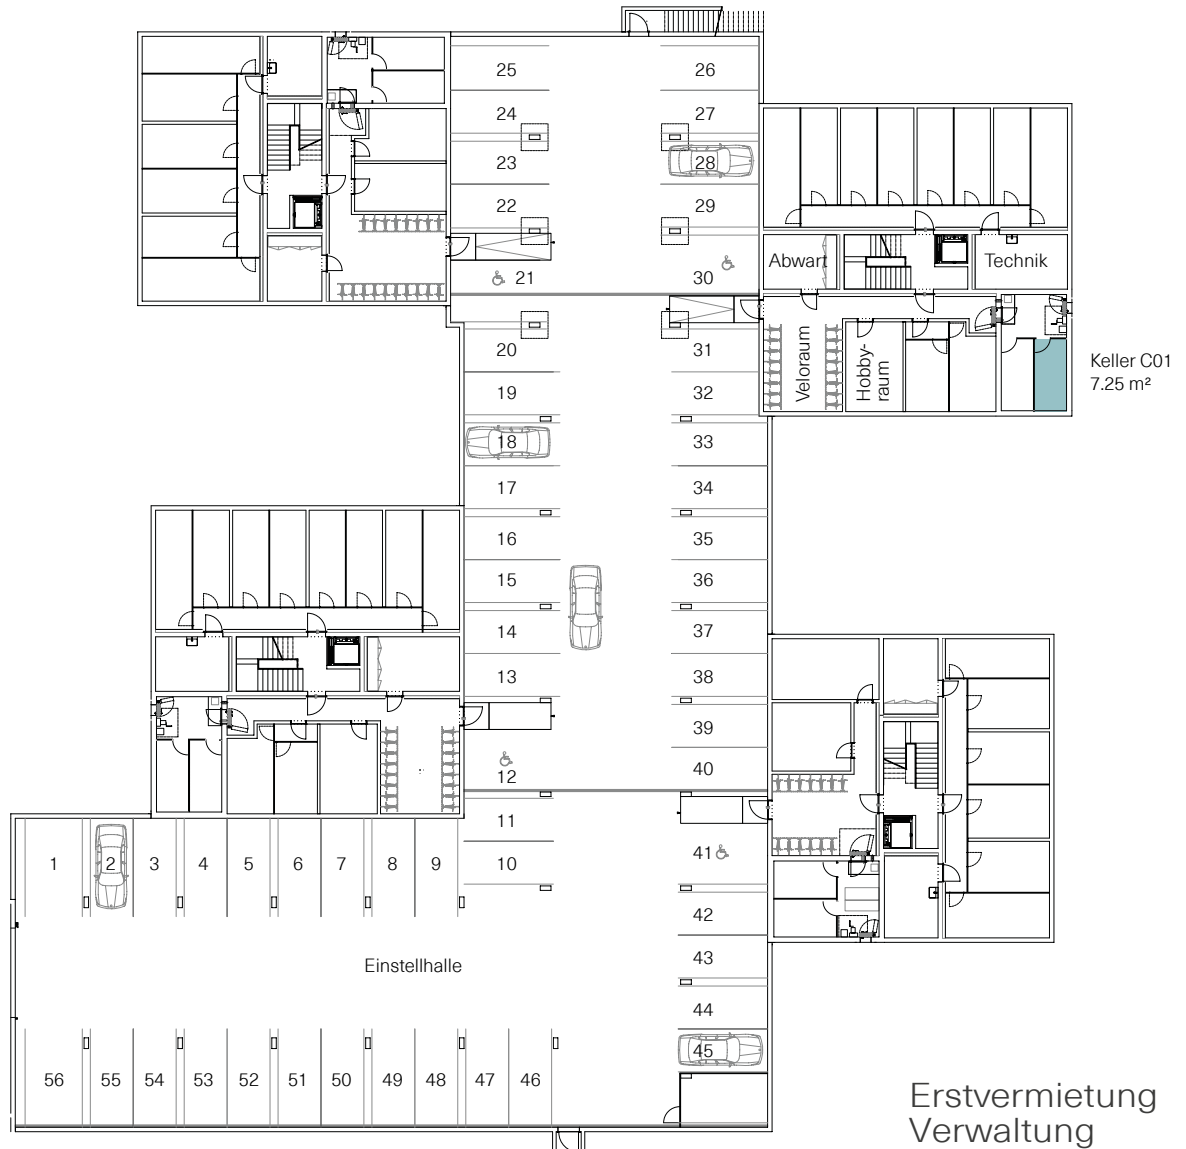 25 26
24 27
23 28
22 29
Abwart Technik
21 30
20 31
Veloraum
Hobby-
raum
Keller C01
7.25 m²
19 32
18 33
17 34
16 35
15 36
14 37
13 38
39
12 40
11
41
1 2 3 4 5 6 7 8 9 10
42
43
Einstellhalle
44
45
56 55 54 53 52 51 50 49 48 47 46
Erstvermietung
Verwaltung